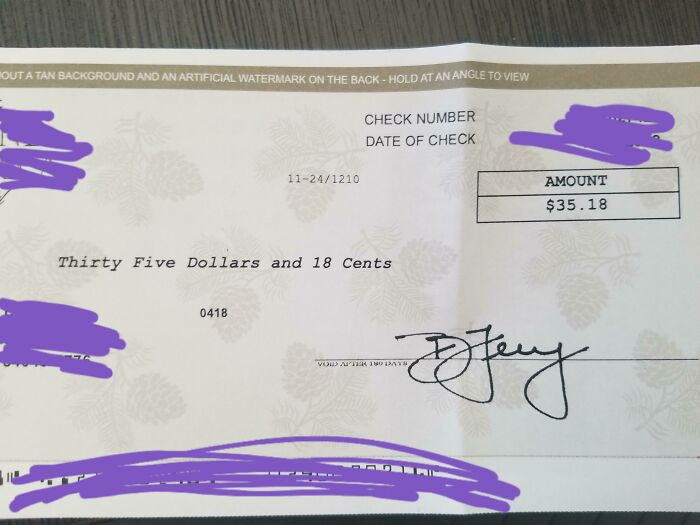 OUT A TAN BACKGROUND AND AN ARTIFICIAL WATERMARK ON THE BACK - HOLD AT AN ANGLE TO VIEW
CHECK NUMBER
DATE OF CHECK
11-24/1210
AMOUNT
$35.18
Thirty Five Dollars and 18 Cents
0418
VOID AFTER 180 DAYS